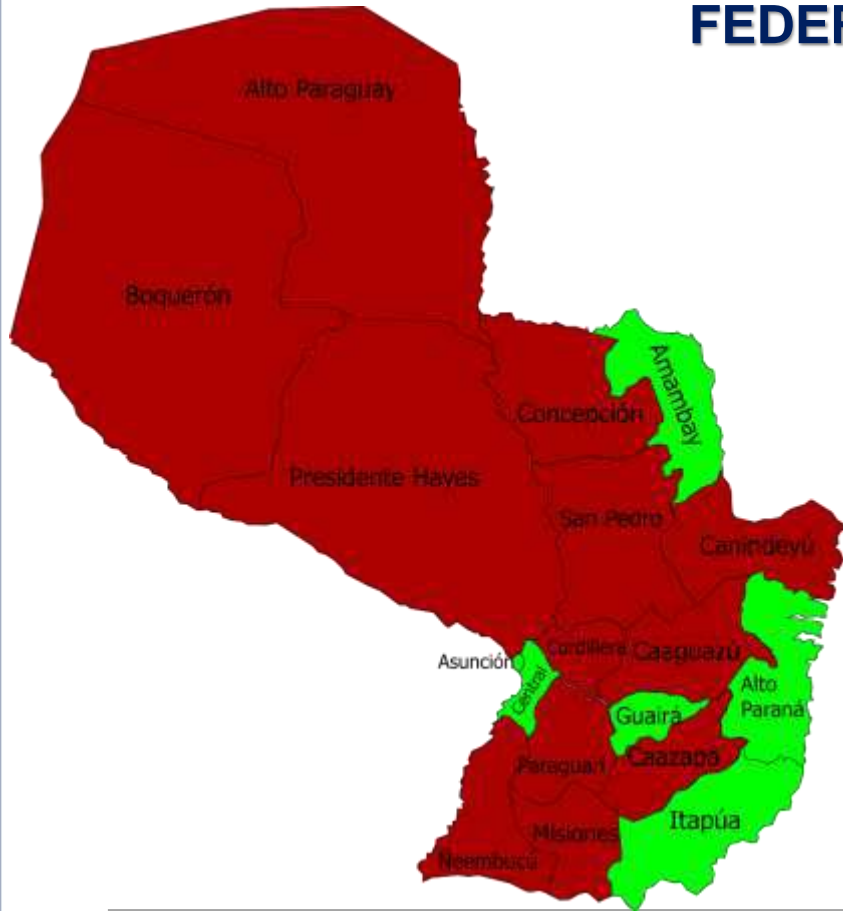 FEDER
Alto Paraguay
Boquerón
Amambay
Concepción
Presidente Hayes
San Pedro
Canindeyú
Cordillera
Caaguazú
Asunción
Central
Alto
Paraná
Guairá
Caazapá
Paraguarí
Itapúa
Misiones
Ñeembucú